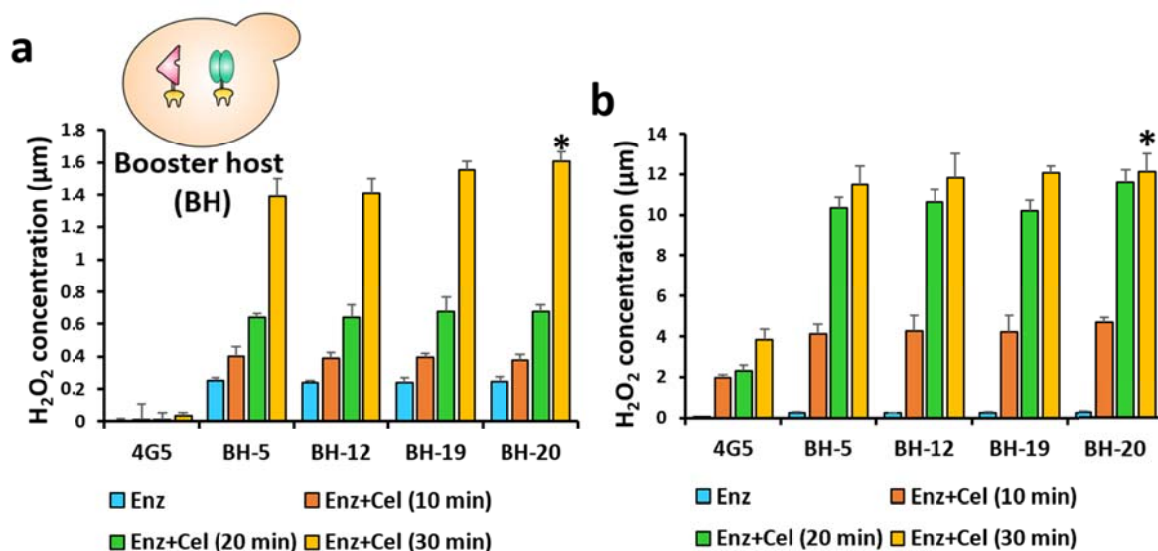 a
Booster host
(BH)
H₂O₂ concentration (μm)
1.8
1.6
1.4
1.2
1
0.8
0.6
0.4
0.2
0
*
4G5 BH-5 BH-12 BH-19 BH-20
Enz Enz+Cel (10 min)
Enz+Cel (20 min) Enz+Cel (30 min)
b
H₂O₂ concentration (μm)
14
12
10
8
6
4
2
0
*
4G5 BH-5 BH-12 BH-19 BH-20
Enz Enz+Cel (10 min)
Enz+Cel (20 min) Enz+Cel (30 min)